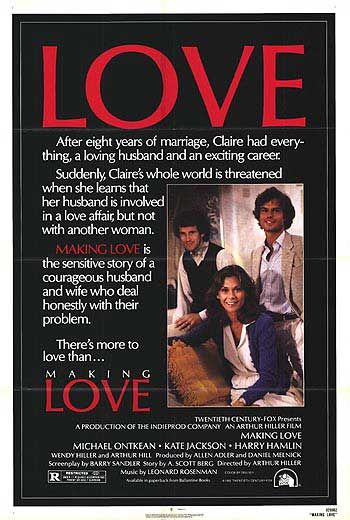 LOVE
After eight years of marriage, Claire had every-
thing, a loving husband and an exciting career.
Suddenly, Claire's whole world is threatened
when she learns that
her husband is involved
in a love affair, but not
with another woman.
MAKING LOVE is
the sensitive story of a
courageous husband
and wife who deal
honestly with their
problem.
There's more to
love than...
MAKING
LOVE
TWENTIETH CENTURY-FOX Presents
A PRODUCTION OF THE INDIEPROD COMPANY AN ARTHUR HILLER FILM
MAKING LOVE
MICHAEL ONTKEAN • KATE JACKSON • HARRY HAMLIN
WENDY HILLER and ARTHUR HILL Produced by ALLEN ADLER and DANIEL MELNICK
Screenplay by BARRY SANDLER Story by A. SCOTT BERG Directed by ARTHUR HILLER
Music by LEONARD ROSENMAN
R RESTRICTED
Available in paperback from Ballantine Books
"MAKING LOVE"